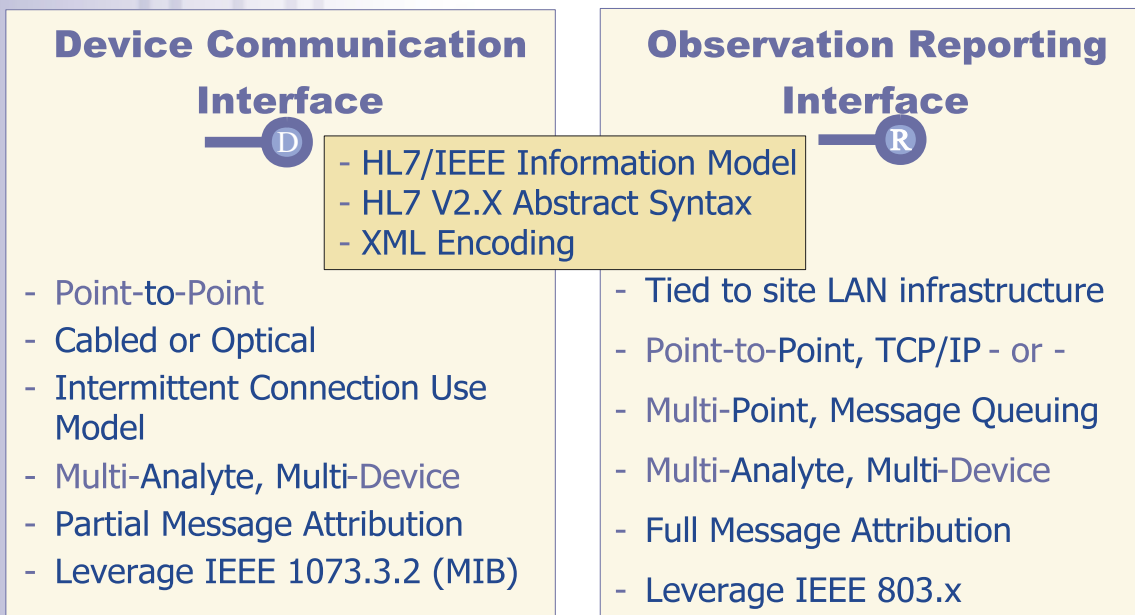 Device Communication
Interface
D
Observation Reporting
Interface
R
- HL7/IEEE Information Model
- HL7 V2.X Abstract Syntax
- XML Encoding
- Point-to-Point
- Cabled or Optical
- Intermittent Connection Use
Model
- Multi-Analyte, Multi-Device
- Partial Message Attribution
- Leverage IEEE 1073.3.2 (MIB)
- Tied to site LAN infrastructure
- Point-to-Point, TCP/IP - or -
- Multi-Point, Message Queuing
- Multi-Analyte, Multi-Device
- Full Message Attribution
- Leverage IEEE 803.x